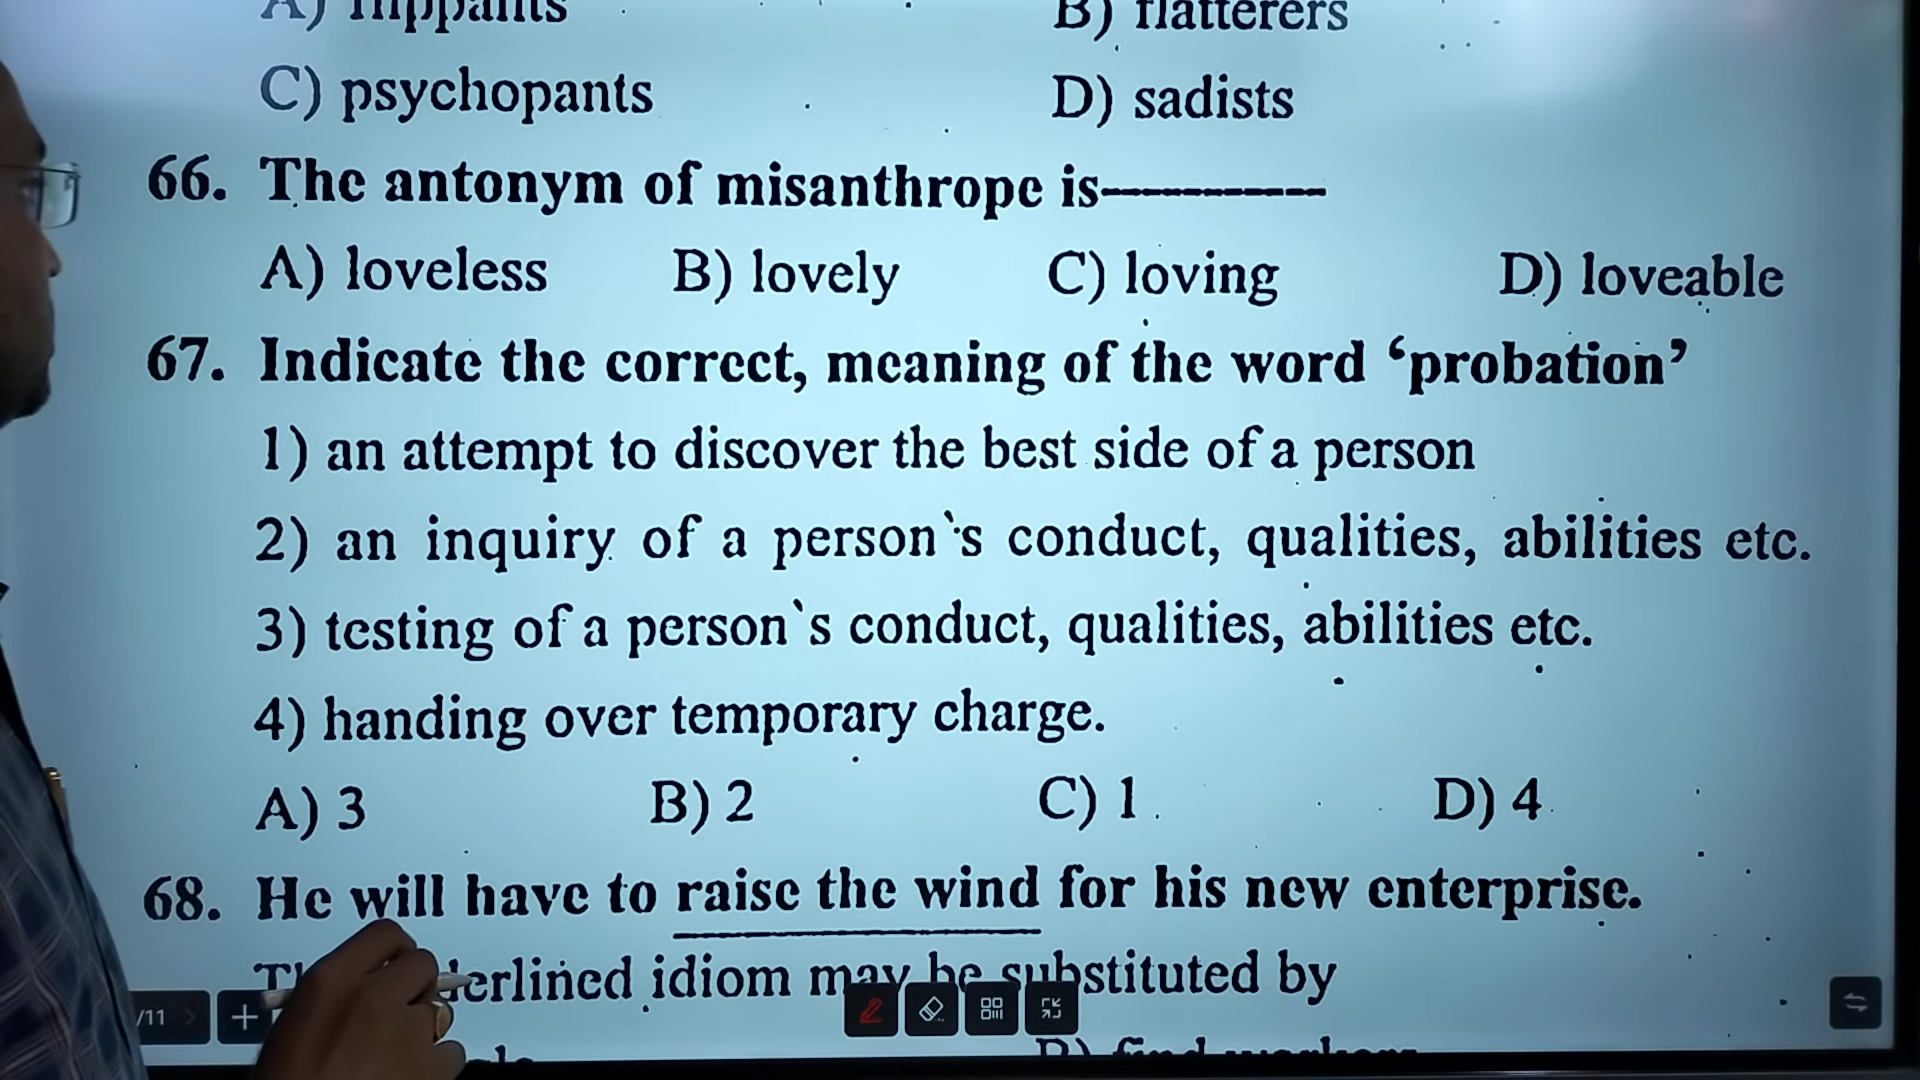 B) flatterers
C) psychopants D) sadists
66. The antonym of misanthrope is-----------
A) loveless B) lovely C) loving D) loveable
67. Indicate the correct, meaning of the word ‘probation’
1) an attempt to discover the best side of a person
2) an inquiry of a person`s conduct, qualities, abilities etc.
3) testing of a person`s conduct, qualities, abilities etc.
4) handing over temporary charge.
A) 3 B) 2 C) 1 D) 4
68. He will have to raise the wind for his new enterprise.
idiom may be substituted by
/11